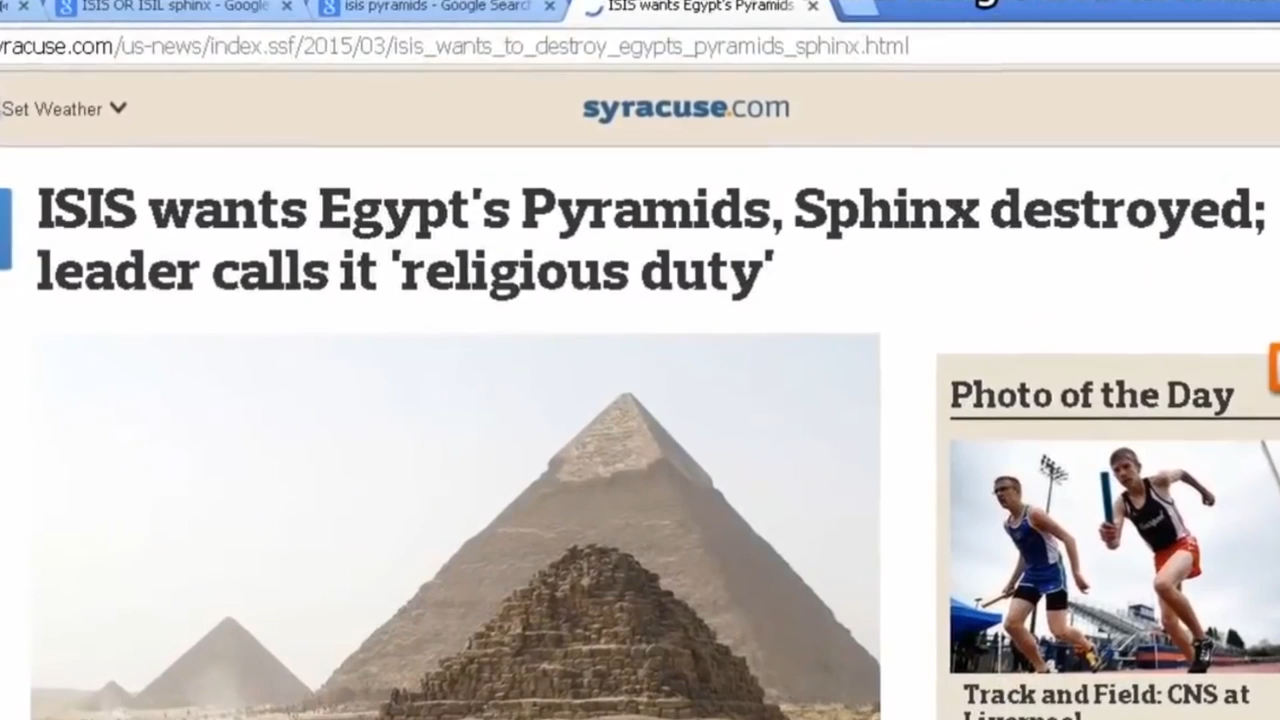 ISIS OR ISIL sphinx - Google
isis pyramids - Google Search
ISIS wants Egypt's Pyramids
racuse.com/us-news/index.ssf/2015/03/isis_wants_to_destroy_egypts_pyramids_sphinx.html
Set Weather
syracuse.com
ISIS wants Egypt's Pyramids, Sphinx destroyed;
leader calls it 'religious duty'
Photo of the Day
Track and Field: CNS at
Liverpool